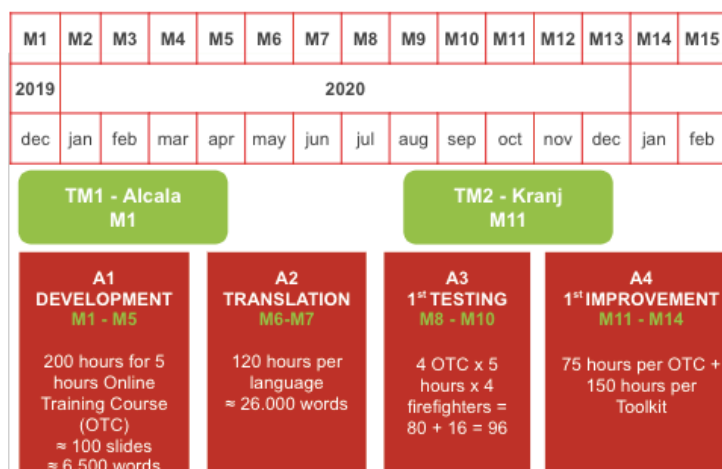 M1 M2 M3 M4 M5 M6 M7 M8 M9 M10 M11 M12 M13 M14 M15
2019 2020
dec jan feb mar apr may jun jul aug sep oct nov dec jan feb
TM1 - Alcala
M1
TM2 - Kranj
M11
A1
DEVELOPMENT
M1 - M5
200 hours for 5
hours Online
Training Course
(OTC)
≈ 100 slides
≈ 6.500 words
A2
TRANSLATION
M6-M7
120 hours per
language
≈ 26.000 words
A3
1st TESTING
M8 - M10
4 OTC x 5
hours x 4
firefighters =
80 + 16 = 96
A4
1st IMPROVEMENT
M11 - M14
75 hours per OTC +
150 hours per
Toolkit